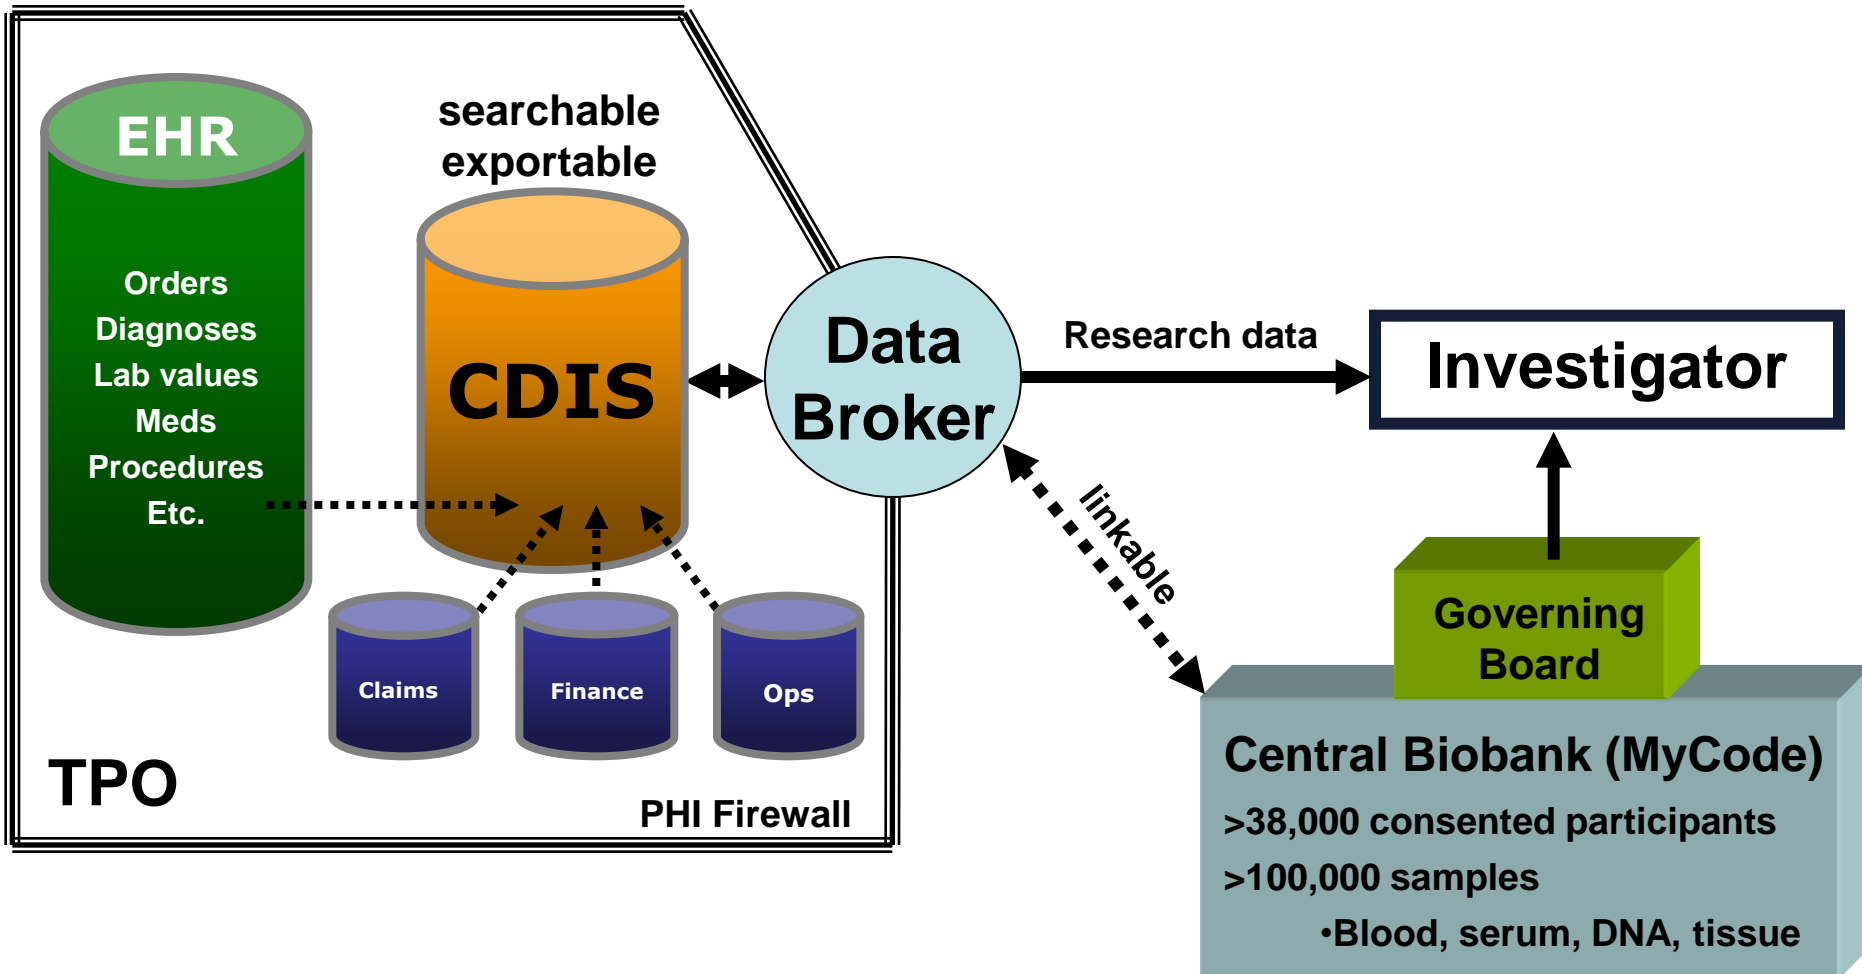 EHR
Orders
Diagnoses
Lab values
Meds
Procedures
Etc.
searchable
exportable
CDIS
Claims
Finance
Ops
TPO
PHI Firewall
Data
Broker
Research data
Investigator
linkable
Governing
Board
Central Biobank (MyCode)
>38,000 consented participants
>100,000 samples
•Blood, serum, DNA, tissue